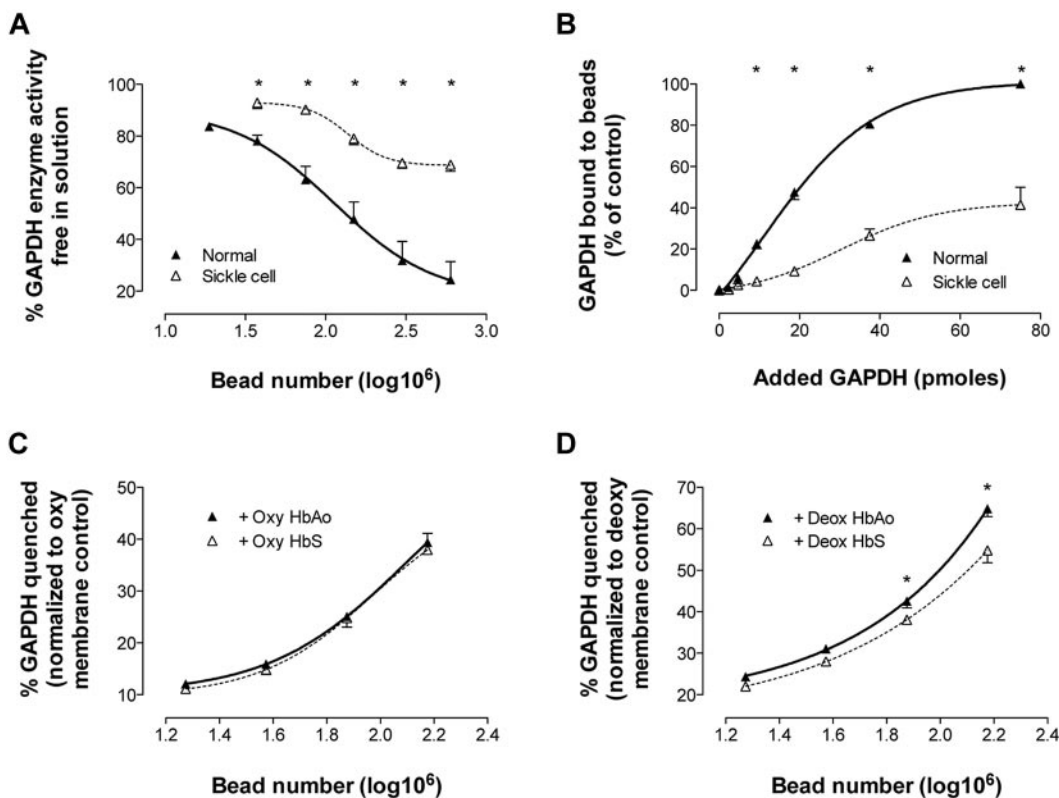 A
% GAPDH enzyme activity
free in solution
100
80
60
40
20
* * * * *
▲ Normal
△ Sickle cell
1.0 1.5 2.0 2.5 3.0
Bead number (log10⁶)
B
GAPDH bound to beads
(% of control)
100
80
60
40
20
0
* * * *
▲ Normal
△ Sickle cell
0 20 40 60 80
Added GAPDH (pmoles)
C
% GAPDH quenched
(normalized to oxy
membrane control)
50
40
30
20
10
▲ + Oxy HbAo
△ + Oxy HbS
1.2 1.4 1.6 1.8 2.0 2.2 2.4
Bead number (log10⁶)
D
% GAPDH quenched
(normalized to deoxy
membrane control)
70
60
50
40
30
20
* *
▲ + Deox HbAo
△ + Deox HbS
1.2 1.4 1.6 1.8 2.0 2.2 2.4
Bead number (log10⁶)